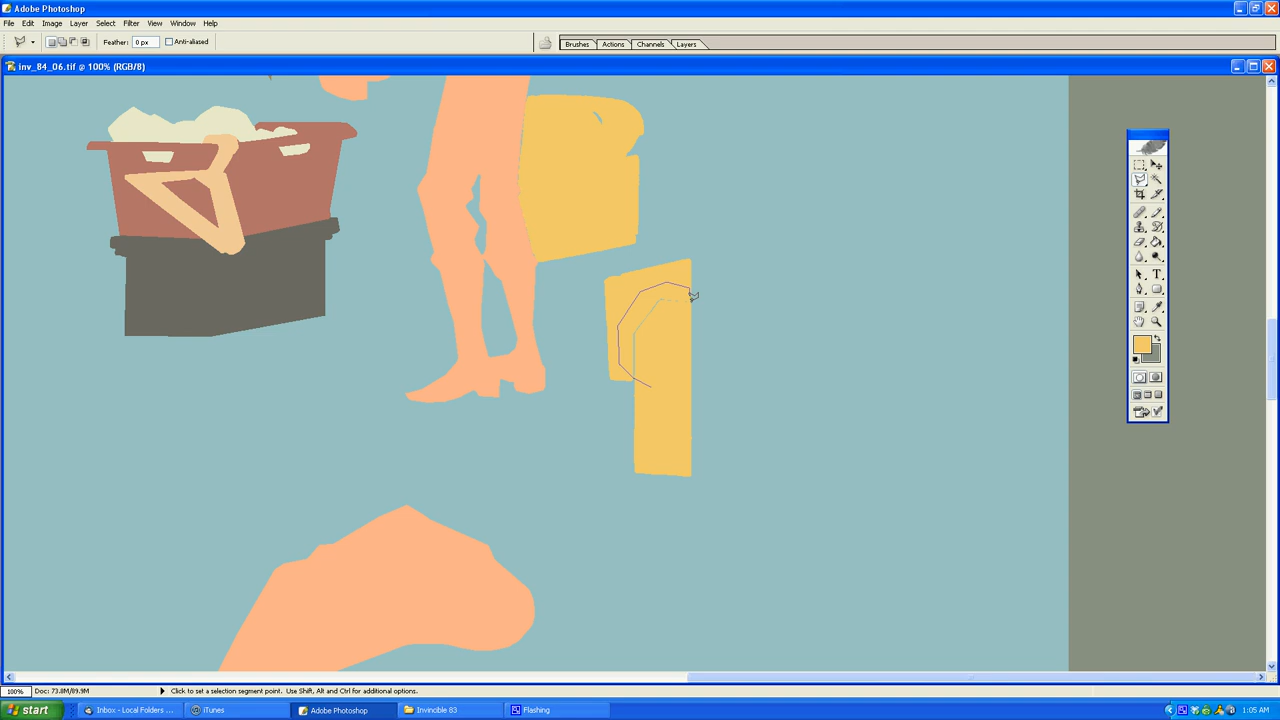 Adobe Photoshop
File Edit Image Layer Select Filter View Window Help
Feather: 0 px Anti-aliased Brushes Actions Channels Layers
inv_84_06.tif @ 100% (RGB/8)
100% Doc: 73.8M/89.9M Click to set a selection segment point. Use Shift, Alt and Ctrl for additional options.
start Inbox - Local Folders ... iTunes Adobe Photoshop Invincible 83 Flashing 1:05 AM